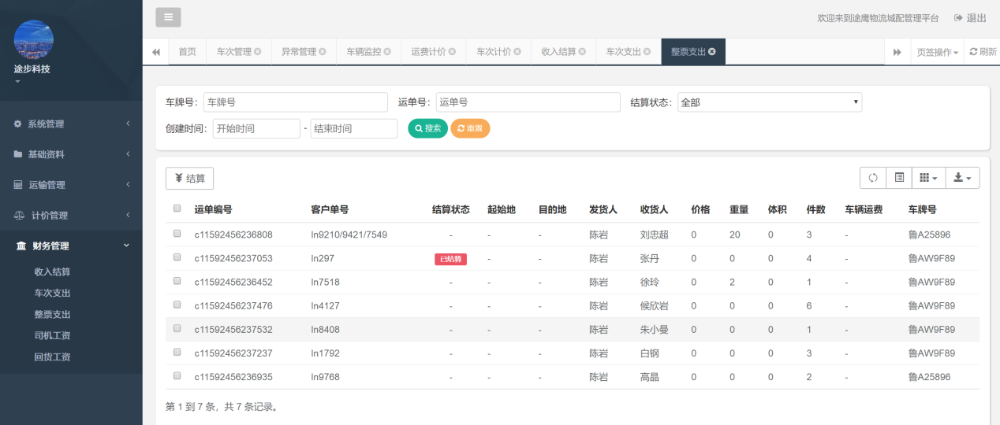 欢迎来到途鹰物流城配管理平台 退出
途步科技
首页 车次管理 异常管理 车辆监控 运费计价 车次计价 收入结算 车次支出 整票支出 页签操作 刷新
系统管理
基础资料
运输管理
计价管理
财务管理
收入结算
车次支出
整票支出
司机工资
回货工资
车牌号: 车牌号 运单号: 运单号 结算状态: 全部
创建时间: 开始时间 - 结束时间 搜索 重置
¥ 结算
运单编号 客户单号 结算状态 起始地 目的地 发货人 收货人 价格 重量 体积 件数 车辆运费 车牌号
c11592456236808 ln9210/9421/7549 - - - 陈岩 刘忠超 0 20 0 3 - 鲁A25896
c11592456237053 ln297 已结算 - - 陈岩 张丹 0 0 0 4 - 鲁AW9F89
c11592456236452 ln7518 - - - 陈岩 徐玲 0 2 0 1 - 鲁AW9F89
c11592456237476 ln4127 - - - 陈岩 候欣岩 0 0 0 6 - 鲁AW9F89
c11592456237532 ln8408 - - - 陈岩 朱小曼 0 0 0 1 - 鲁AW9F89
c11592456237237 ln1792 - - - 陈岩 白钢 0 0 0 3 - 鲁AW9F89
c11592456236935 ln9768 - - - 陈岩 高晶 0 0 0 2 - 鲁A25896
第 1 到 7 条，共 7 条记录。